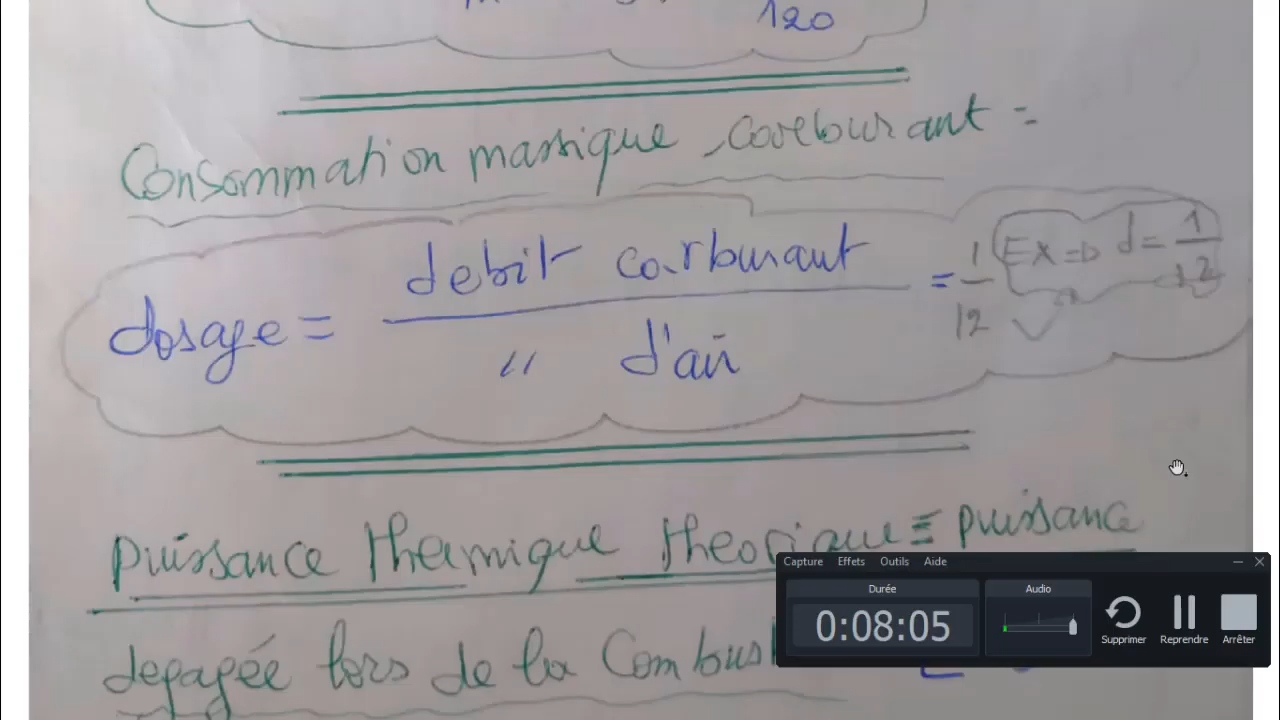 120
Consommation massique carburant =
dosage = debit carburant / " d'air = 1/12 Ex => d = 1/12
Puissance thermique theorique = puissance
degagée lors de la Combust
Capture Effets Outils Aide
Durée Audio
0:08:05
Supprimer Reprendre Arrêter